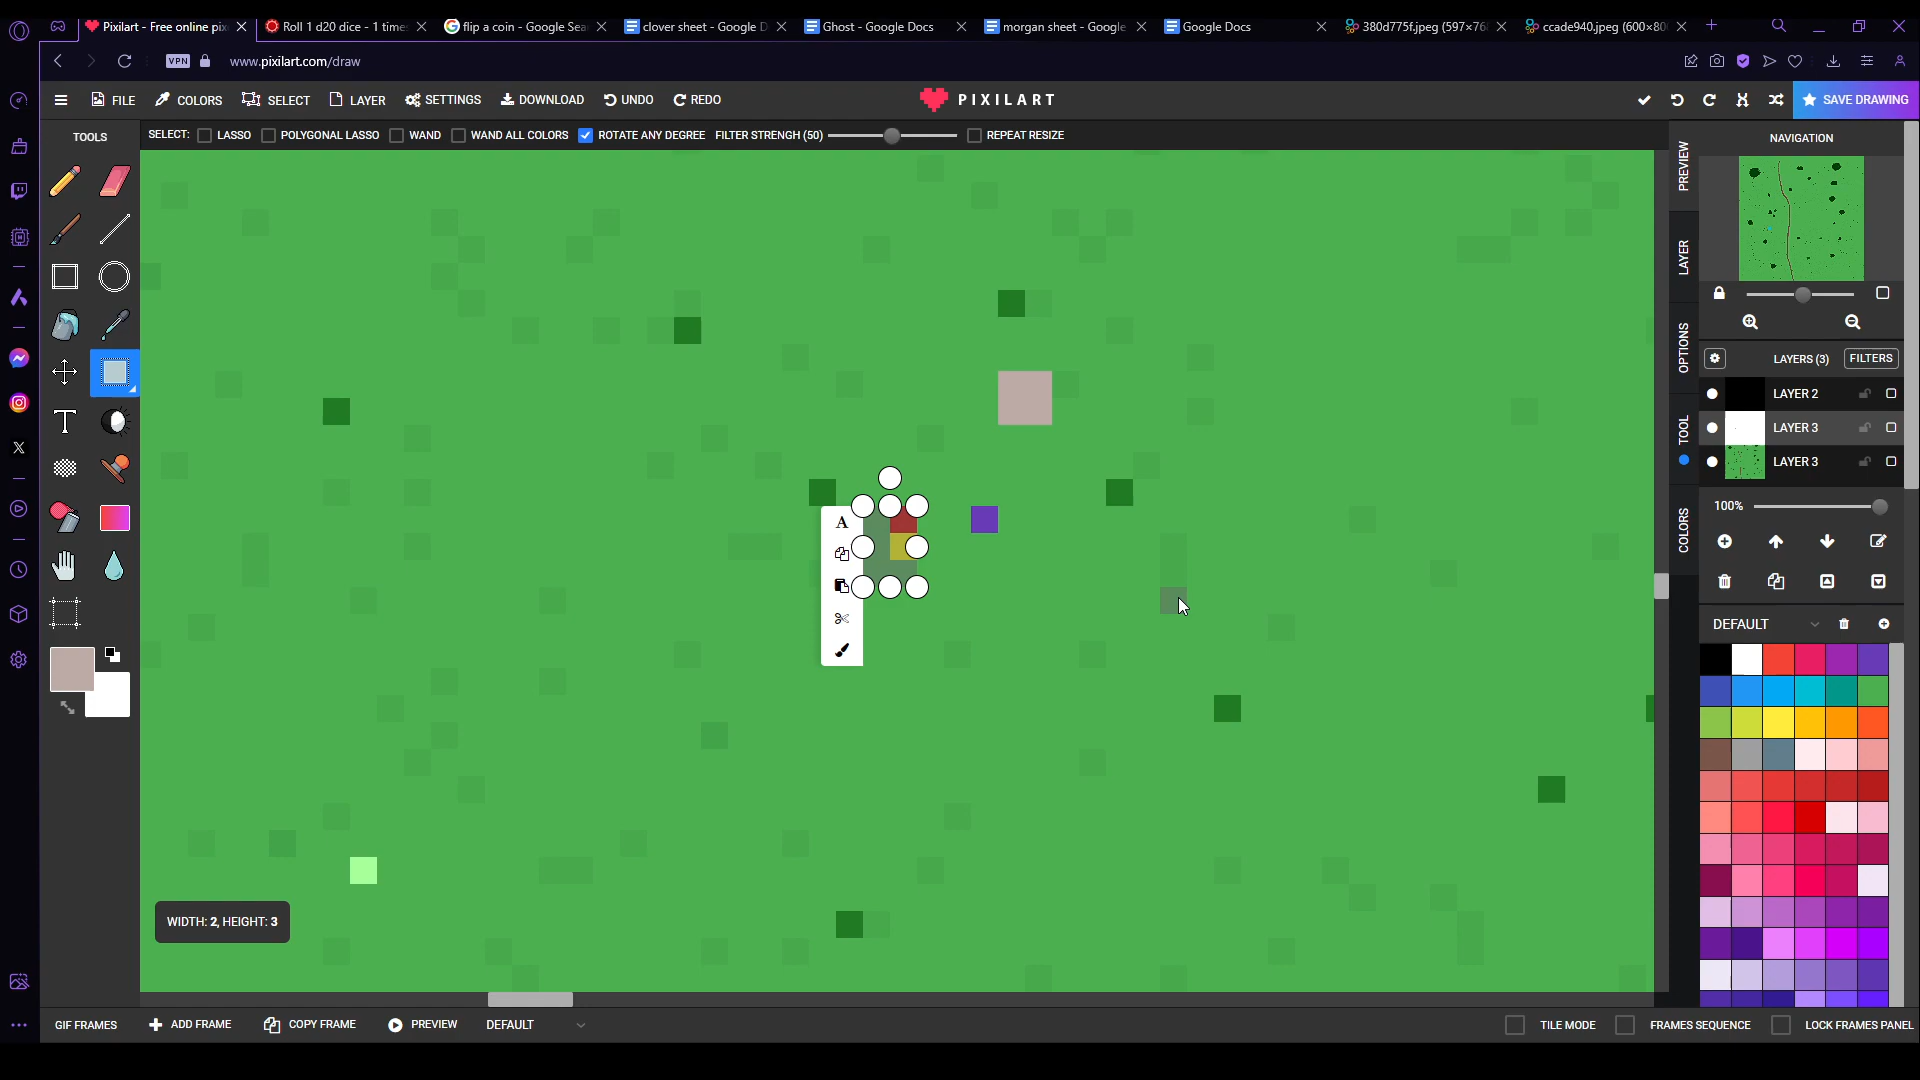 Pixilart - Free online pix
Roll 1 d20 dice - 1 times
flip a coin - Google Sea
clover sheet - Google D
Ghost - Google Docs
morgan sheet - Google
Google Docs
380d775f.jpeg (597×76
ccade940.jpeg (600×80
VPN
www.pixilart.com/draw
FILE
COLORS
SELECT
LAYER
SETTINGS
DOWNLOAD
UNDO
REDO
PIXILART
SAVE DRAWING
TOOLS
SELECT:
LASSO
POLYGONAL LASSO
WAND
WAND ALL COLORS
ROTATE ANY DEGREE
FILTER STRENGH (50)
REPEAT RESIZE
PREVIEW
LAYER
OPTIONS
TOOL
COLORS
NAVIGATION
LAYERS (3)
FILTERS
LAYER 2
LAYER 3
LAYER 3
100%
DEFAULT
A
WIDTH: 2, HEIGHT: 3
GIF FRAMES
ADD FRAME
COPY FRAME
PREVIEW
DEFAULT
TILE MODE
FRAMES SEQUENCE
LOCK FRAMES PANEL